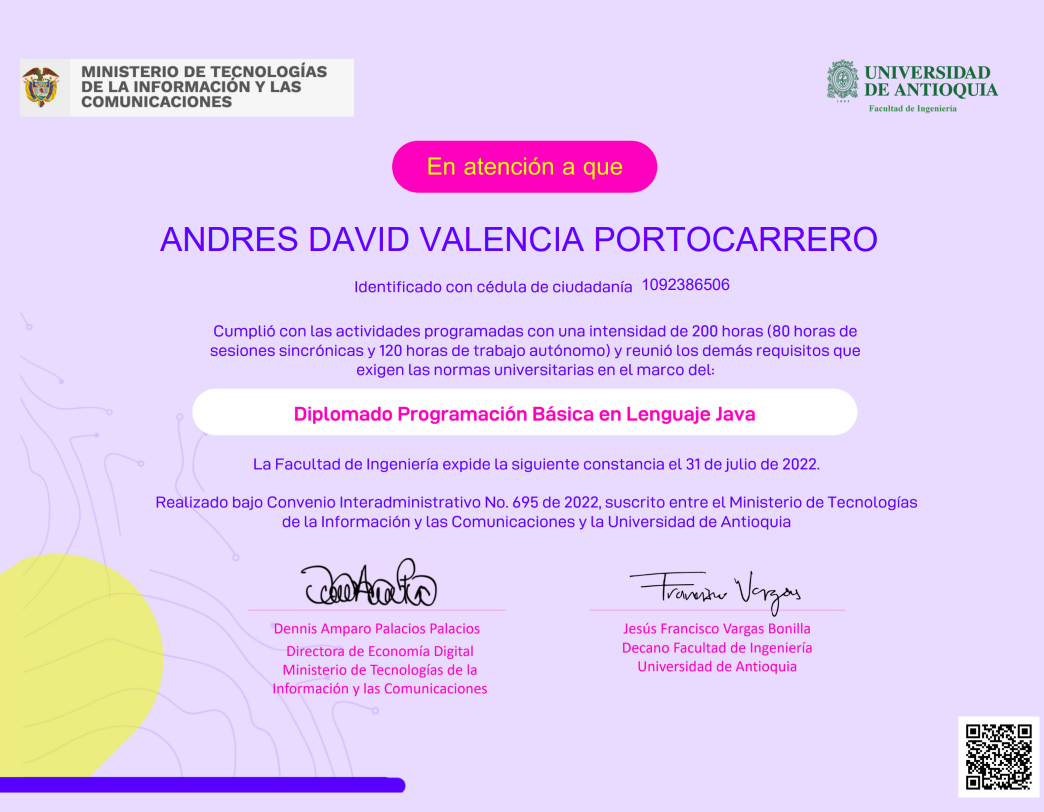 MINISTERIO DE TECNOLOGÍAS
DE LA INFORMACIÓN Y LAS
COMUNICACIONES
UNIVERSIDAD
DE ANTIOQUIA
1803
Facultad de Ingeniería
En atención a que
ANDRES DAVID VALENCIA PORTOCARRERO
Identificado con cédula de ciudadanía 1092386506
Cumplió con las actividades programadas con una intensidad de 200 horas (80 horas de
sesiones sincrónicas y 120 horas de trabajo autónomo) y reunió los demás requisitos que
exigen las normas universitarias en el marco del:
Diplomado Programación Básica en Lenguaje Java
La Facultad de Ingeniería expide la siguiente constancia el 31 de julio de 2022.
Realizado bajo Convenio Interadministrativo No. 695 de 2022, suscrito entre el Ministerio de Tecnologías
de la Información y las Comunicaciones y la Universidad de Antioquia
Francisco Vargas
Dennis Amparo Palacios Palacios
Directora de Economía Digital
Ministerio de Tecnologías de la
Información y las Comunicaciones
Jesús Francisco Vargas Bonilla
Decano Facultad de Ingeniería
Universidad de Antioquia